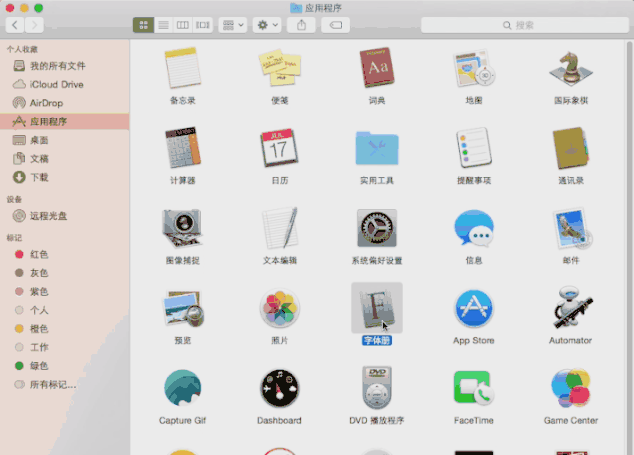 应用程序
搜索
个人收藏
我的所有文件
iCloud Drive
AirDrop
应用程序
桌面
文稿
下载
设备
远程光盘
标记
红色
灰色
紫色
个人
橙色
工作
绿色
所有标记...
Aa
JUL
17
DVD
备忘录 便笺 词典 地图 国际象棋
计算器 日历 实用工具 提醒事项 通讯录
图像捕捉 文本编辑 系统偏好设置 信息 邮件
预览 照片 字体册 App Store Automator
Capture Gif Dashboard DVD 播放程序 FaceTime Game Center